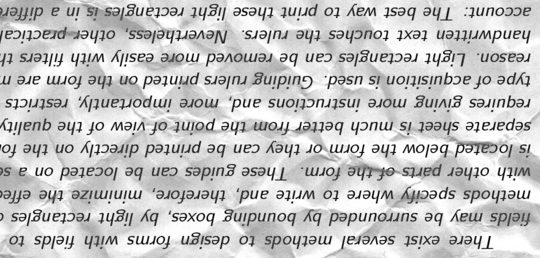 There exist several methods to design forms with fields to
fields may be surrounded by bounding boxes, by light rectangles o
methods specify where to write and, therefore, minimize the effec
with other parts of the form. These guides can be located on a se
is located below the form or they can be printed directly on the fo
separate sheet is much better from the point of view of the quality
requires giving more instructions and, more importantly, restricts
type of acquisition is used. Guiding rulers printed on the form are m
reason. Light rectangles can be removed more easily with filters th
handwritten text touches the rulers. Nevertheless, other practical
account: The best way to print these light rectangles is in a differe